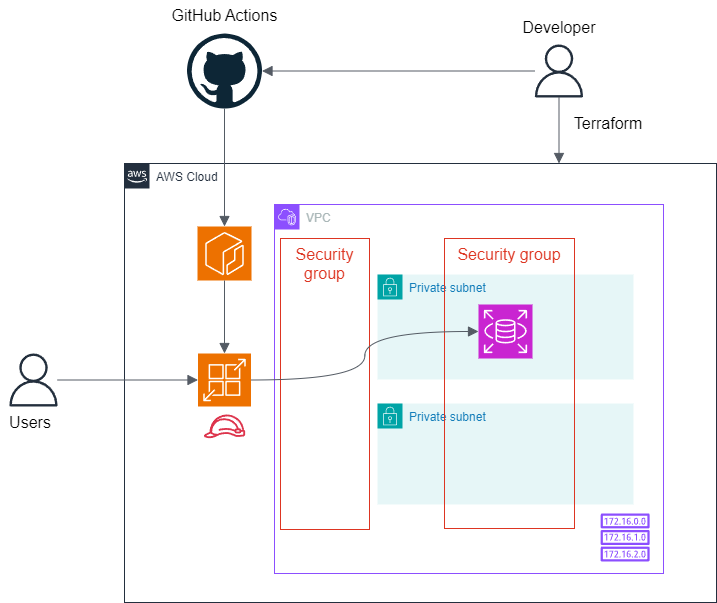 GitHub Actions
Developer
Terraform
aws
AWS Cloud
VPC
Security
group
Security group
Private subnet
Users
Private subnet
172.16.0.0
172.16.1.0
172.16.2.0